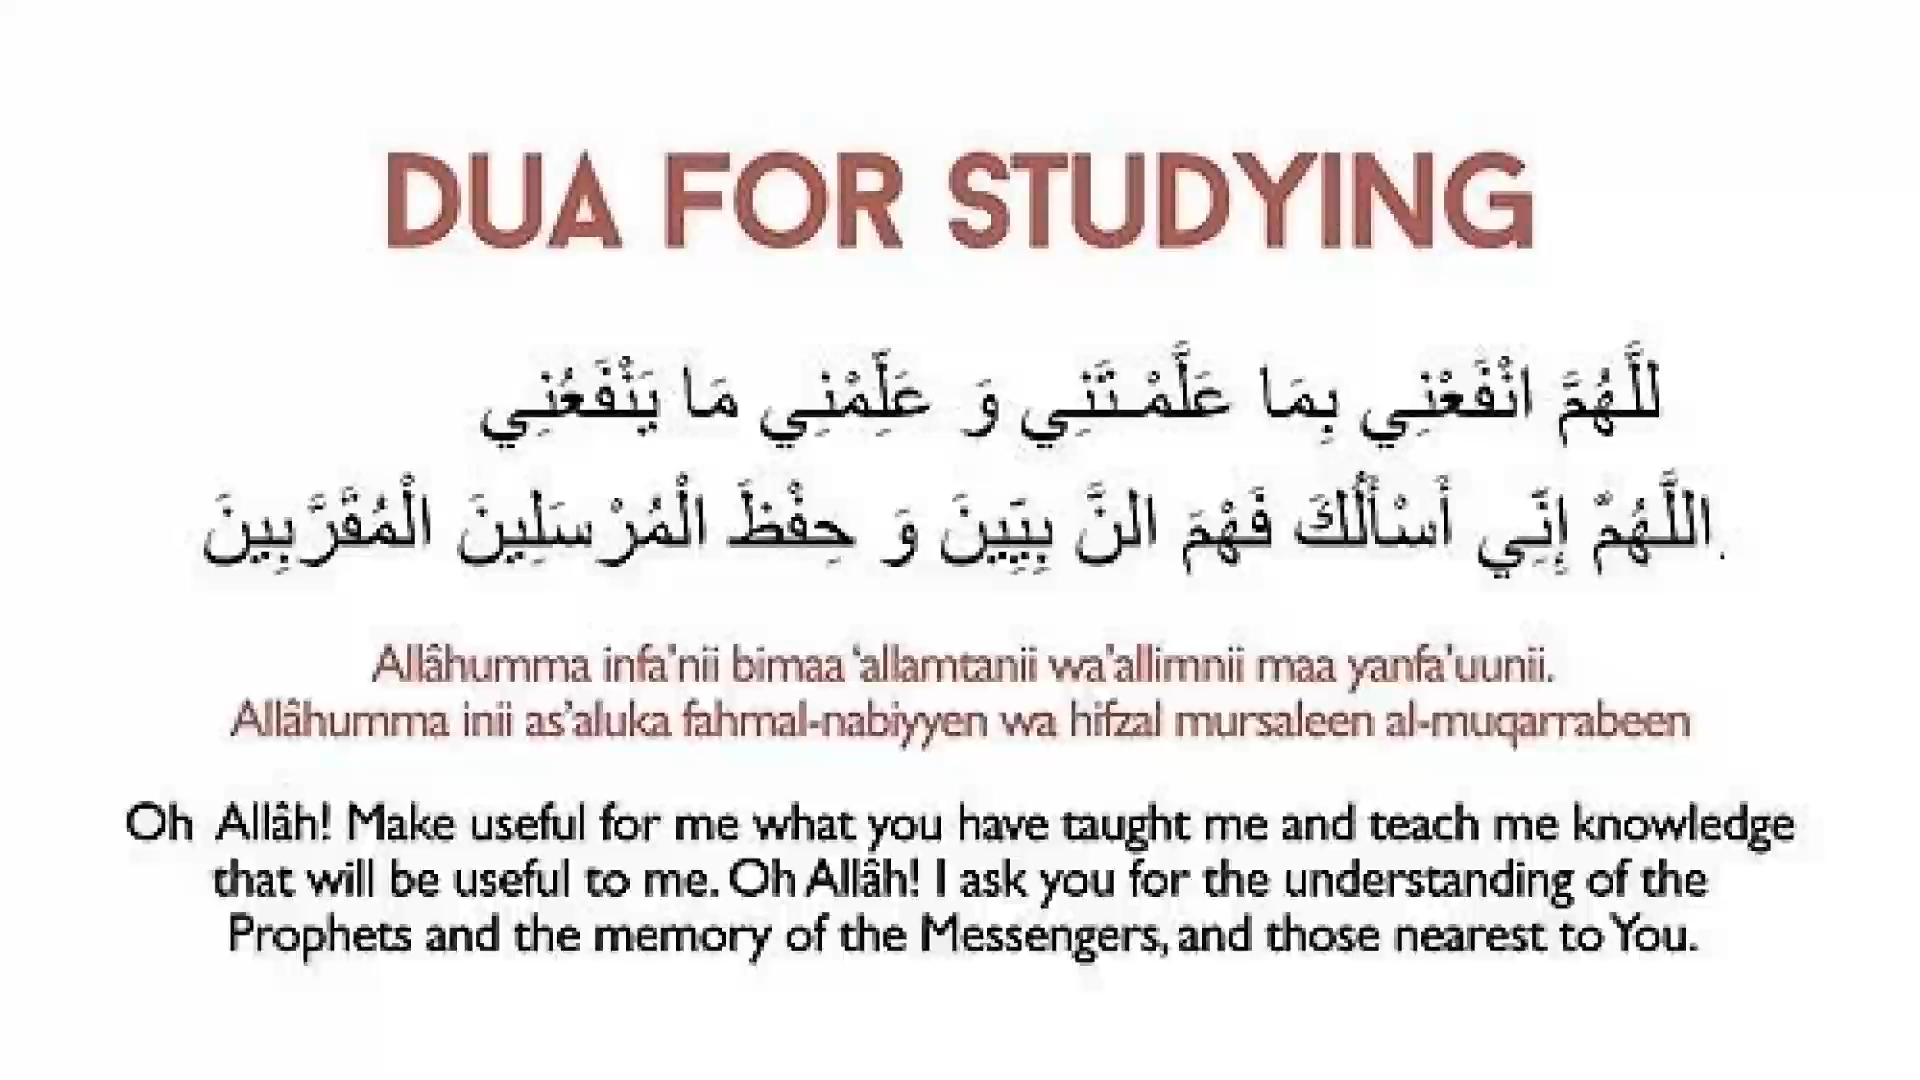 DUA FOR STUDYING
للَّهُمَّ انْفَعْنِي بِمَا عَلَّمْـتَنِي وَ عَلِّمْنِي مَا يَنْفَعُنِي
.اللَّهُمَّ إِنِّي أَسْأَلُكَ فَهْمَ النَّ بِيِّينَ وَ حِفْظَ الْمُرْسَلِينَ الْمُقَرَّبِينَ
Allâhumma infa'nii bimaa ‘allamtanii wa'allimnii maa yanfa'uunii.
Allâhumma inii as'aluka fahmal-nabiyyen wa hifzal mursaleen al-muqarrabeen
Oh Allâh! Make useful for me what you have taught me and teach me knowledge
that will be useful to me. Oh Allâh! I ask you for the understanding of the
Prophets and the memory of the Messengers, and those nearest to You.